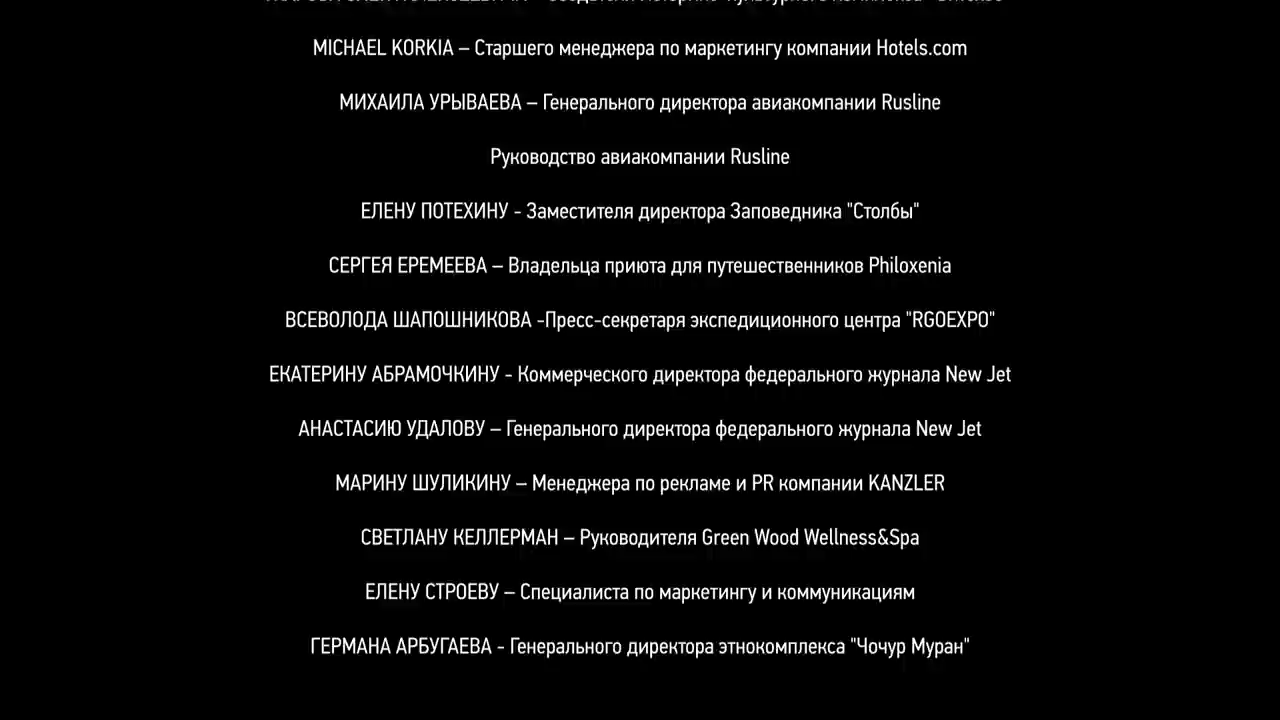 MICHAEL KORKIA – Старшего менеджера по маркетингу компании Hotels.com
МИХАИЛА УРЫВАЕВА – Генерального директора авиакомпании Rusline
Руководство авиакомпании Rusline
ЕЛЕНУ ПОТЕХИНУ - Заместителя директора Заповедника "Столбы"
СЕРГЕЯ ЕРЕМЕЕВА – Владельца приюта для путешественников Philoxenia
ВСЕВОЛОДА ШАПОШНИКОВА -Пресс-секретаря экспедиционного центра "RGOEXPO"
ЕКАТЕРИНУ АБРАМОЧКИНУ - Коммерческого директора федерального журнала New Jet
АНАСТАСИЮ УДАЛОВУ – Генерального директора федерального журнала New Jet
МАРИНУ ШУЛИКИНУ – Менеджера по рекламе и PR компании KANZLER
СВЕТЛАНУ КЕЛЛЕРМАН – Руководителя Green Wood Wellness&Spa
ЕЛЕНУ СТРОЕВУ – Специалиста по маркетингу и коммуникациям
ГЕРМАНА АРБУГАЕВА - Генерального директора этнокомплекса "Чочур Муран"